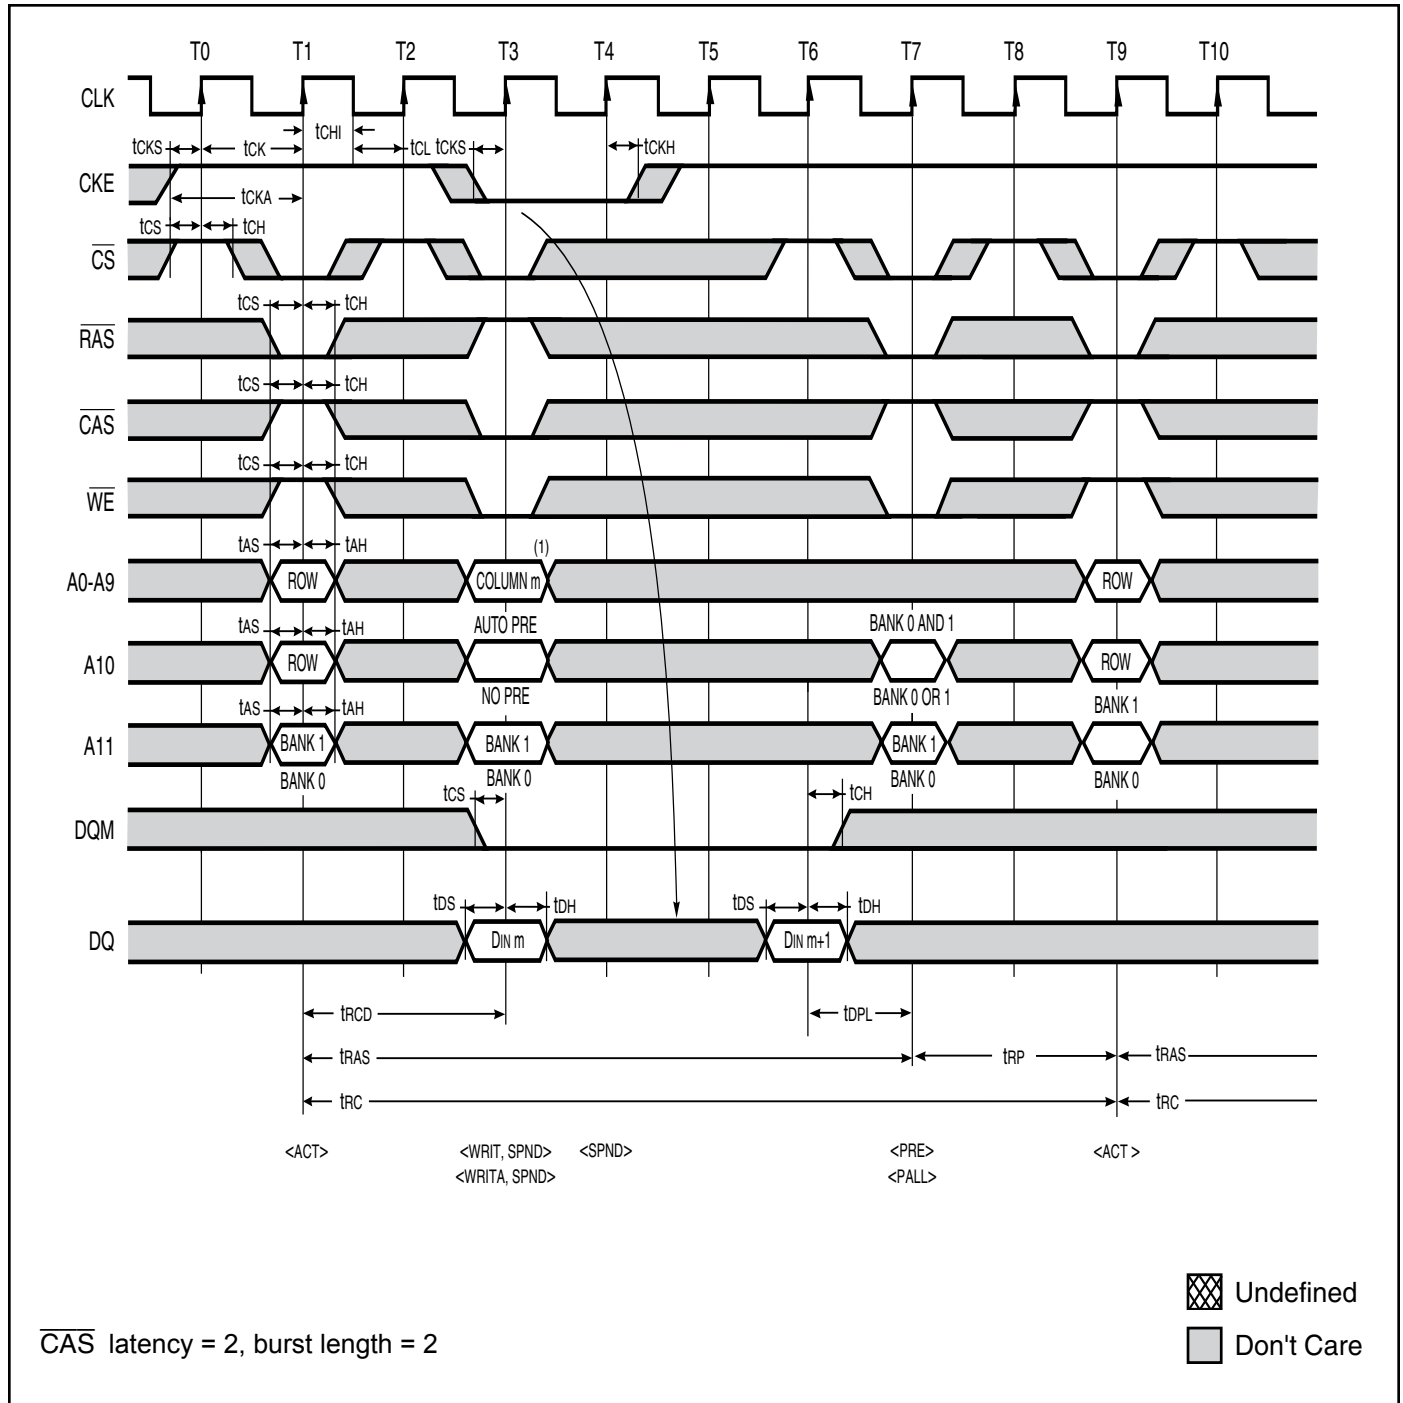 T0 T1 T2 T3 T4 T5 T6 T7 T8 T9 T10
CLK
tCHI
tCKS tCK tCL tCKS tCKH
CKE
tCKA
tCS tCH
CS
tCS tCH
RAS
tCS tCH
CAS
tCS tCH
WE
tAS tAH (1)
A0-A9 ROW COLUMN m ROW
tAS tAH AUTO PRE BANK 0 AND 1
A10 ROW ROW
NO PRE BANK 0 OR 1 BANK 1
tAS tAH
A11 BANK 1 BANK 1 BANK 1
BANK 0 BANK 0 BANK 0 BANK 0
tCS tCH
DQM
tDS tDH tDS tDH
DQ DIN m DIN m+1
tRCD tDPL
tRAS tRP tRAS
tRC tRC
<ACT> <WRIT, SPND> <SPND> <PRE> <ACT >
<WRITA, SPND> <PALL>
Undefined
CAS latency = 2, burst length = 2 Don't Care